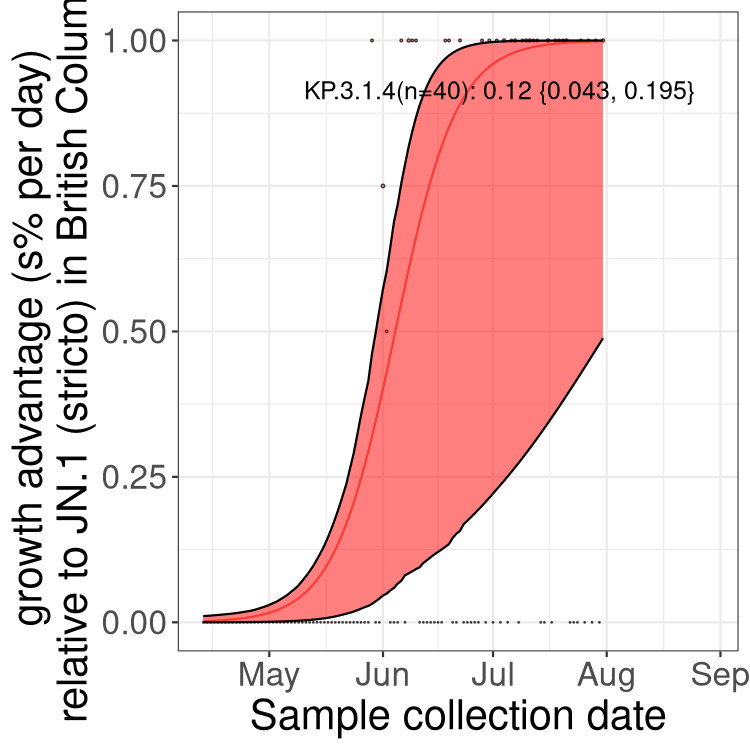 growth advantage (s% per day)
relative to JN.1 (stricto) in British Colum
1.00
0.75
0.50
0.25
0.00
KP.3.1.4(n=40): 0.12 {0.043, 0.195}
May Jun Jul Aug Sep
Sample collection date